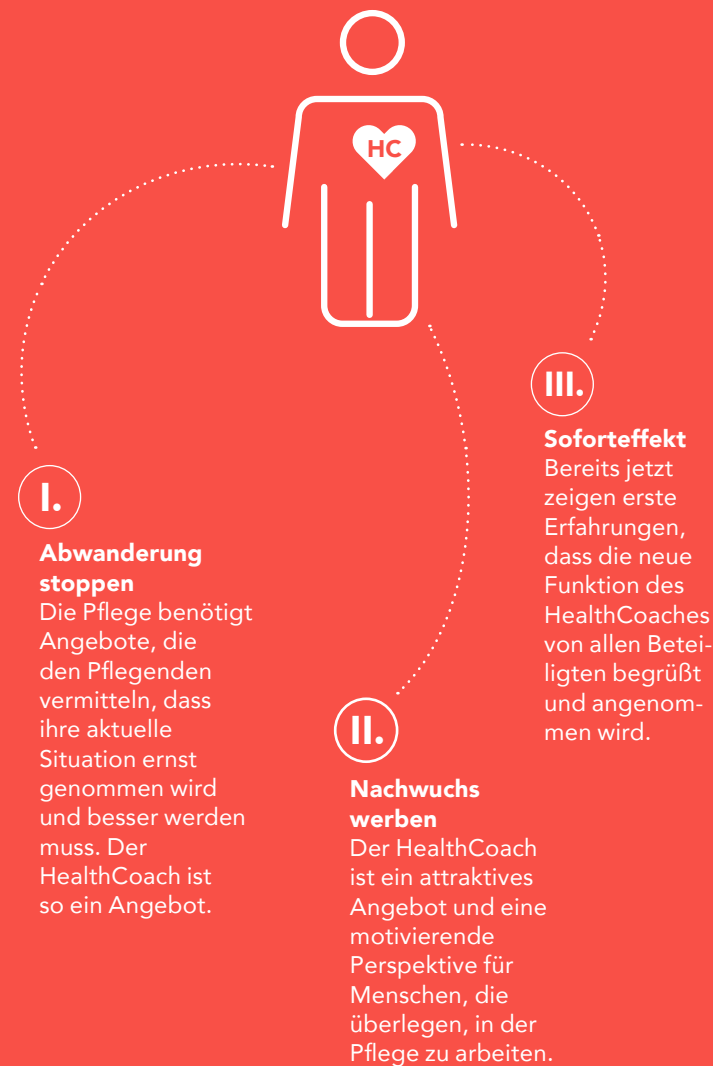 HC
I.
Abwanderung
stoppen
Die Pflege benötigt
Angebote, die
den Pflegenden
vermitteln, dass
ihre aktuelle
Situation ernst
genommen wird
und besser werden
muss. Der
HealthCoach ist
so ein Angebot.
II.
Nachwuchs
werben
Der HealthCoach
ist ein attraktives
Angebot und eine
motivierende
Perspektive für
Menschen, die
überlegen, in der
Pflege zu arbeiten.
III.
Soforteffekt
Bereits jetzt
zeigen erste
Erfahrungen,
dass die neue
Funktion des
HealthCoaches
von allen Betei-
ligten begrüßt
und angenom-
men wird.